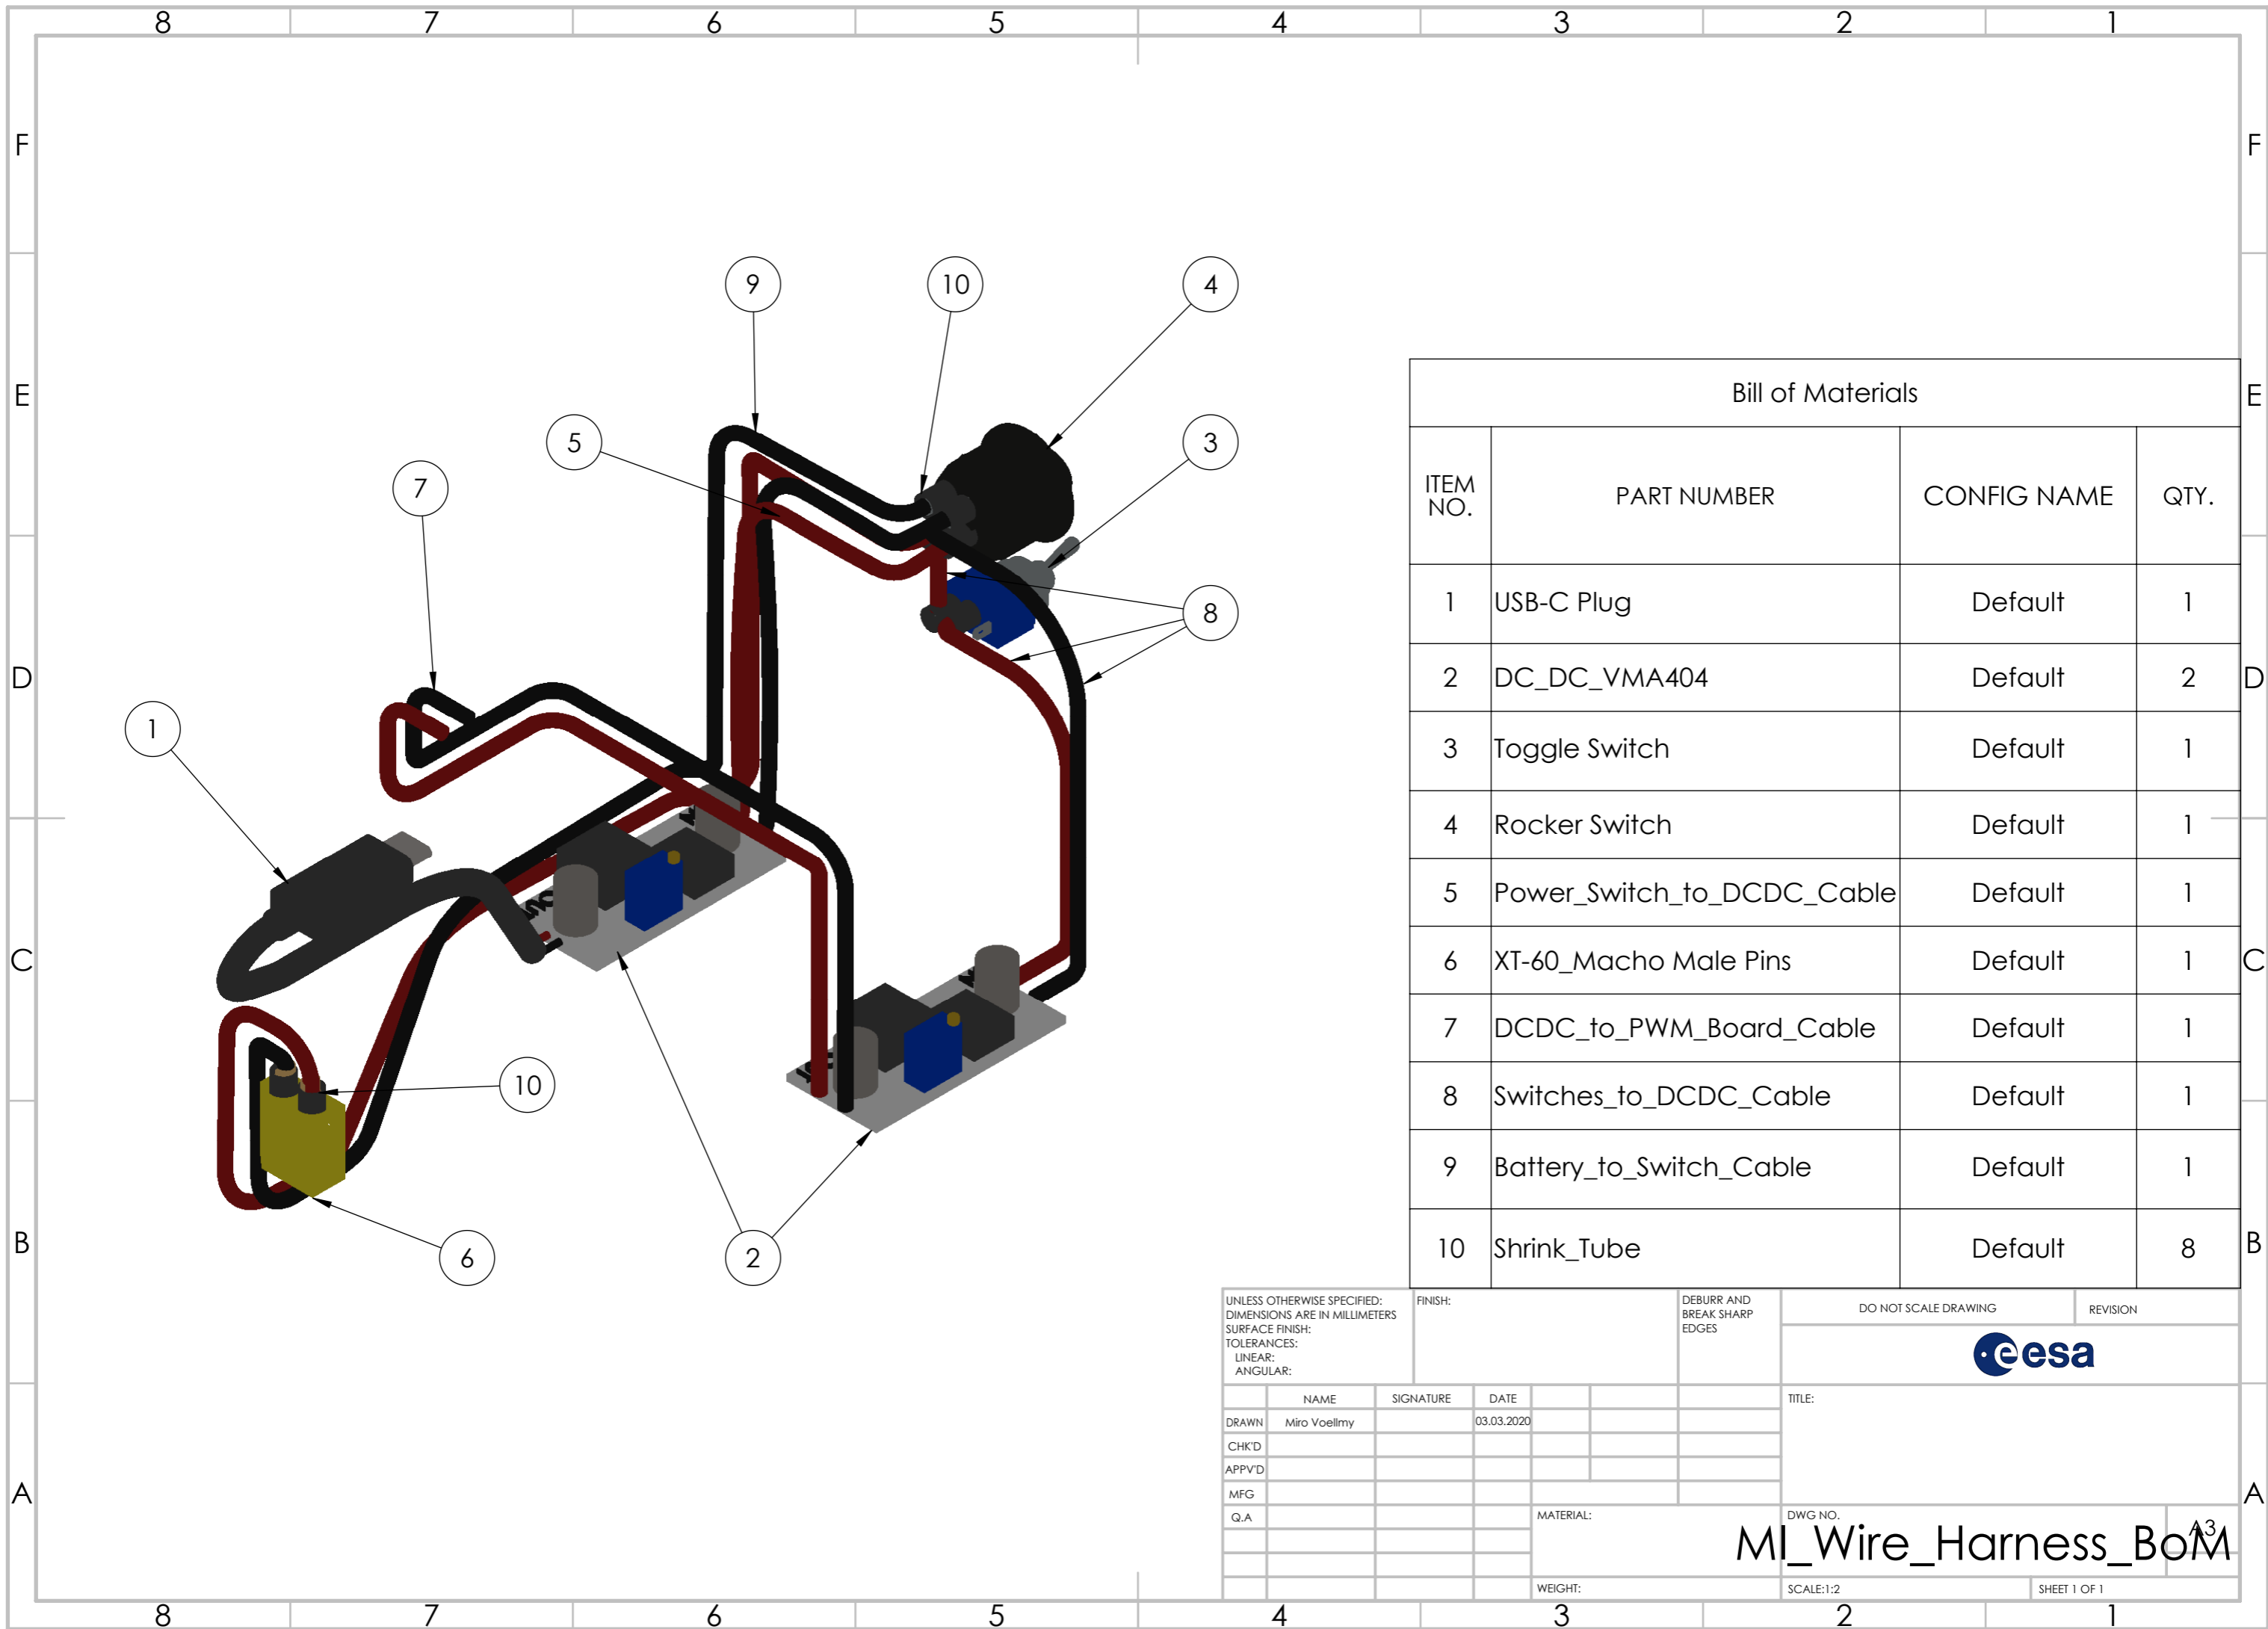 8 7 6 5 4 3 2 1
F F
9 10 4
E E
Bill of Materials
5 3
7
ITEM NO. PART NUMBER CONFIG NAME QTY.
1 USB-C Plug Default 1
8
D D
2 DC_DC_VMA404 Default 2
1
3 Toggle Switch Default 1
4 Rocker Switch Default 1
5 Power_Switch_to_DCDC_Cable Default 1
C C
6 XT-60_Macho Male Pins Default 1
7 DCDC_to_PWM_Board_Cable Default 1
10
8 Switches_to_DCDC_Cable Default 1
9 Battery_to_Switch_Cable Default 1
B B
10 Shrink_Tube Default 8
6 2
UNLESS OTHERWISE SPECIFIED:
DIMENSIONS ARE IN MILLIMETERS
SURFACE FINISH:
TOLERANCES:
LINEAR:
ANGULAR:
FINISH:
DEBURR AND
BREAK SHARP
EDGES
DO NOT SCALE DRAWING
REVISION
esa
NAME SIGNATURE DATE
TITLE:
DRAWN Miro Voellmy 03.03.2020
CHK'D
APPV'D
MFG
Q.A
A A
MATERIAL:
DWG NO.
MI_Wire_Harness_BoM
A3
WEIGHT:
SCALE:1:2
SHEET 1 OF 1
8 7 6 5 4 3 2 1